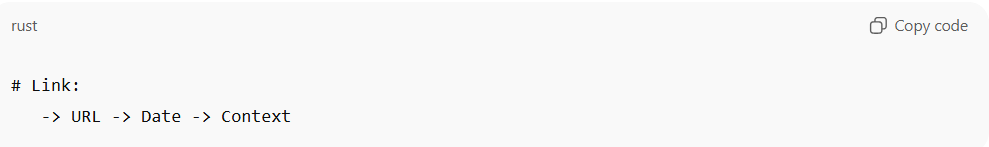 rust
Copy code
# Link:
-> URL -> Date -> Context